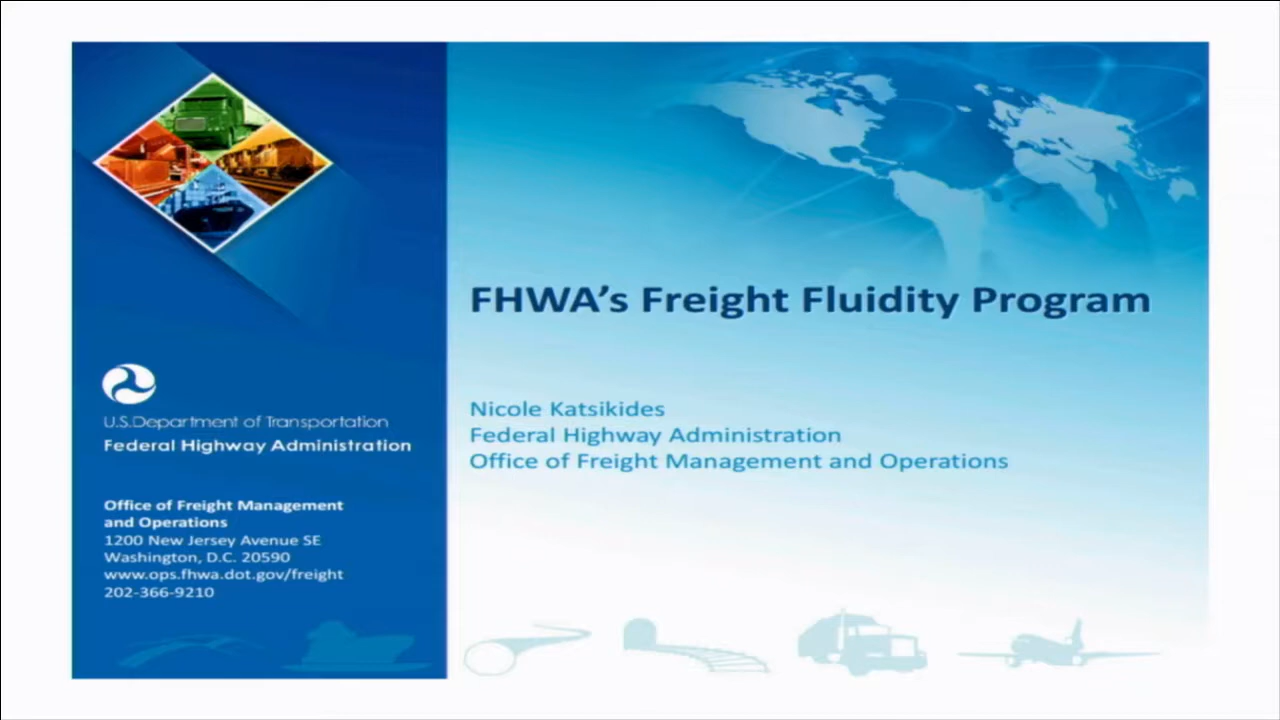 U.S.Department of Transportation
Federal Highway Administration
Office of Freight Management
and Operations
1200 New Jersey Avenue SE
Washington, D.C. 20590
www.ops.fhwa.dot.gov/freight
202-366-9210
FHWA's Freight Fluidity Program
Nicole Katsikides
Federal Highway Administration
Office of Freight Management and Operations